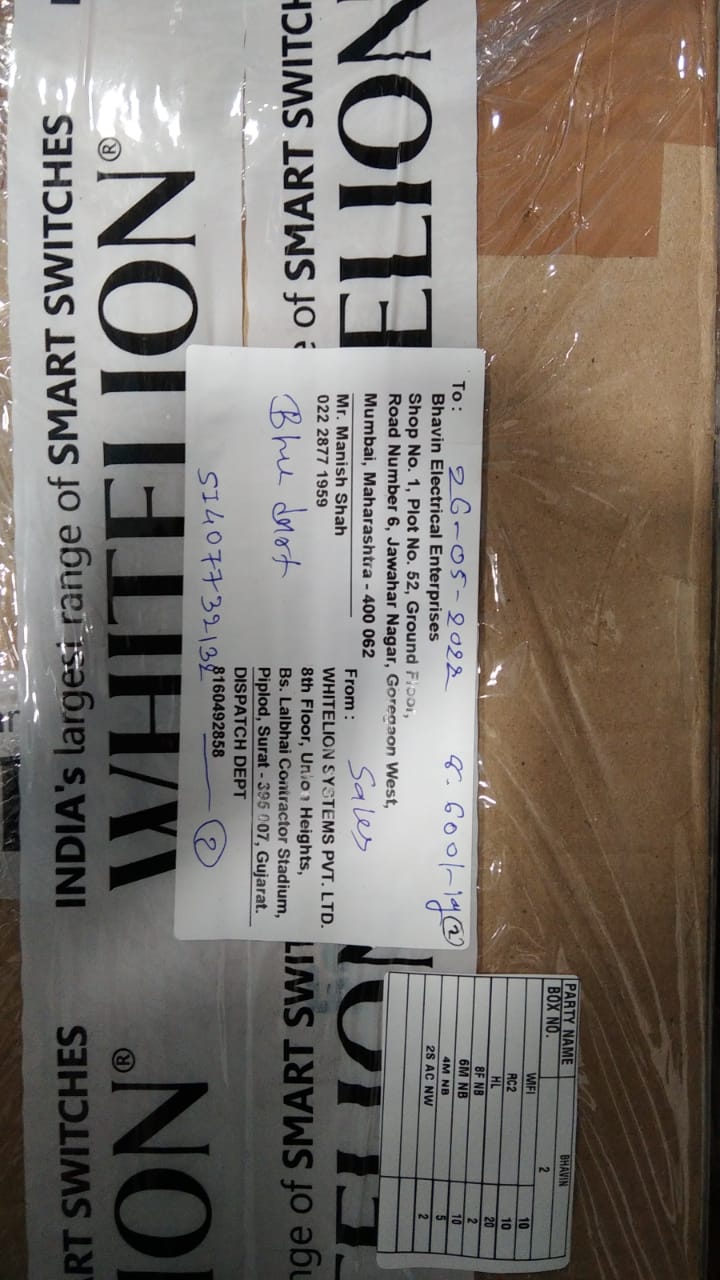 INDIA's largest range of SMART SWITCHES
WHITELION®
of SMART SWITCH
ELION
To :
26-05-2022
8.600/-
Bhavin Electrical Enterprises
Shop No. 1, Plot No. 52, Ground Floor,
Road Number 6, Jawahar Nagar, Goregaon West,
Mumbai, Maharashtra - 400 062
Mr. Manish Shah
022 2877 1959
Sales
Blue dart
From :
WHITELION SYSTEMS PVT. LTD.
8th Floor, Union Heights,
Bs. Lalbhai Contractor Stadium,
Piplod, Surat - 395 007, Gujarat.
DISPATCH DEPT
8160492858
2
PARTY NAME BHAVIN
BOX NO. 2
WIFI 10
RC2 10
HL 20
8F NB 2
6M NB 10
4M NB 5
2S AC NW 2
RT SWITCHES
ION®
of SMART SWIT